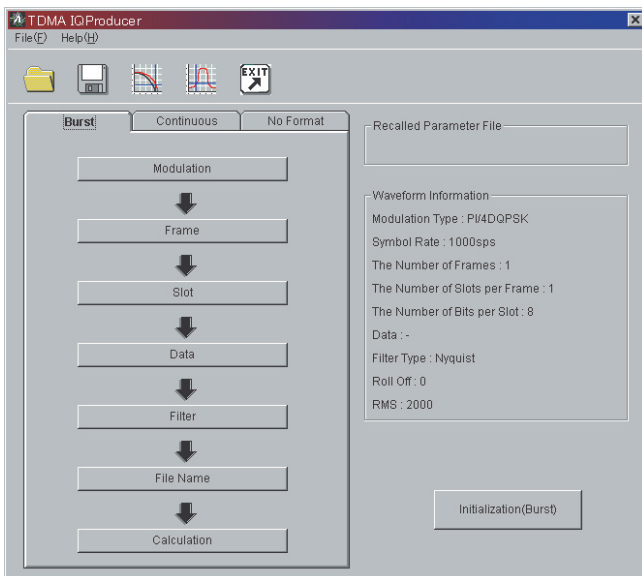 TDMA IQProducer
File(F) Help(H)
EXIT
Burst Continuous No Format
Modulation
Frame
Slot
Data
Filter
File Name
Calculation
Recalled Parameter File
Waveform Information
Modulation Type : PI/4DQPSK
Symbol Rate : 1000sps
The Number of Frames : 1
The Number of Slots per Frame : 1
The Number of Bits per Slot : 8
Data : -
Filter Type : Nyquist
Roll Off : 0
RMS : 2000
Initialization(Burst)